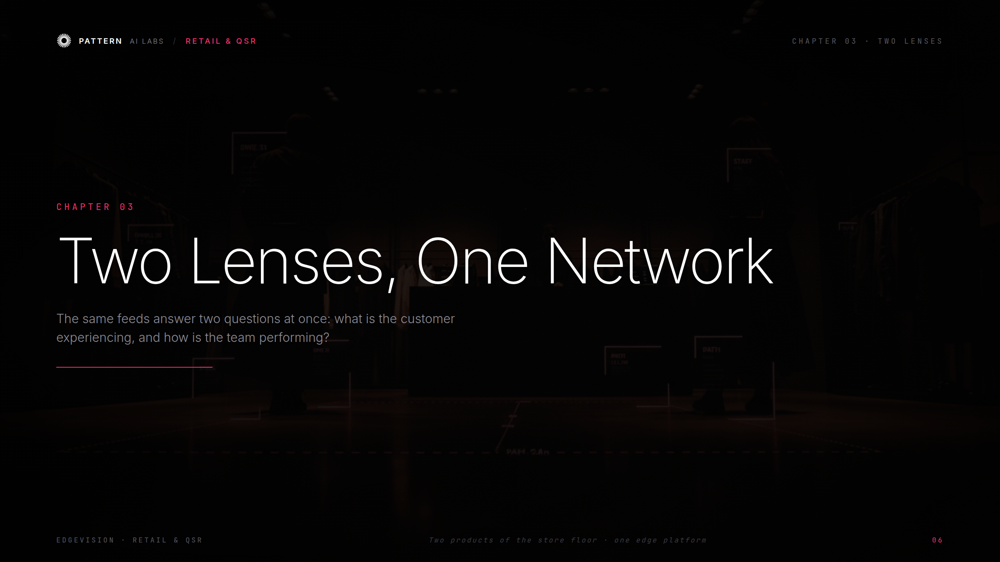 PATTERN AI LABS / RETAIL & QSR
CHAPTER 03 · TWO LENSES
STAFF
CHAPTER 03
Two Lenses, One Network
The same feeds answer two questions at once: what is the customer
experiencing, and how is the team performing?
PATH
EDGEVISION · RETAIL & QSR
Two products of the store floor · one edge platform
06